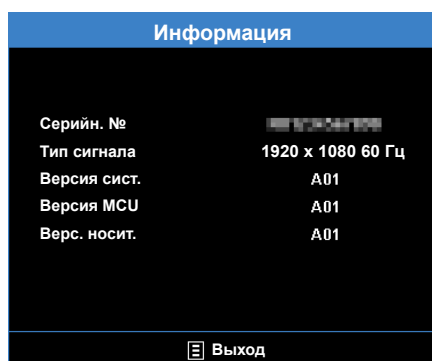 Информация
Серийн. №
Тип сигнала 1920 x 1080 60 Гц
Версия сист. A01
Версия MCU A01
Верс. носит. A01
Выход